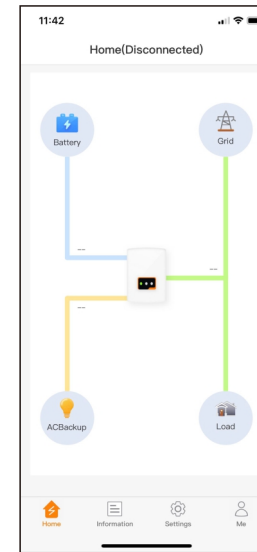 11:42
Home(Disconnected)
Battery
Grid
---
---
---
ACBackup
Load
Home
Information
Settings
Me